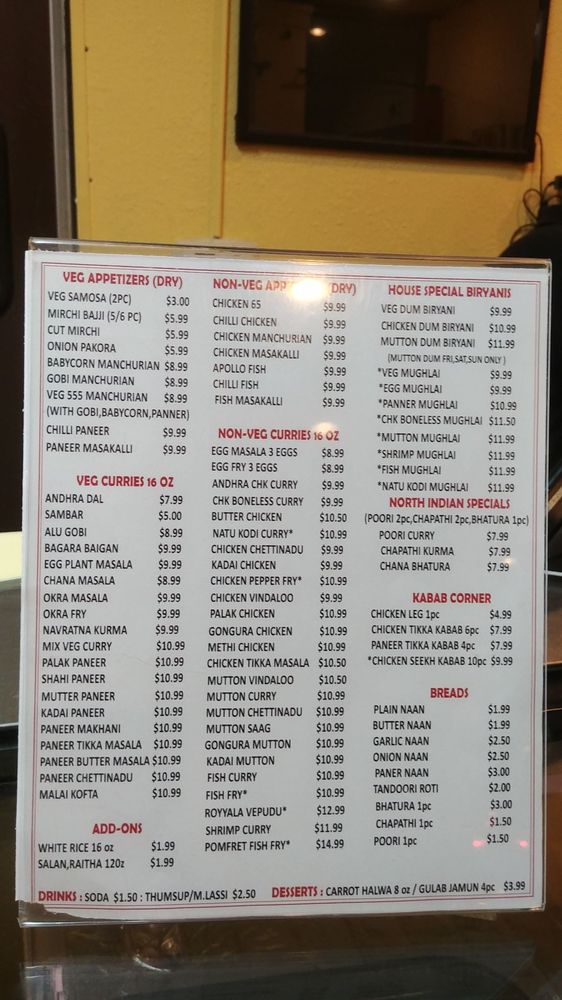 VEG APPETIZERS (DRY)
VEG SAMOSA (2PC) $3.00
MIRCHI BAJJI (5/6 PC) $5.99
CUT MIRCHI $5.99
ONION PAKORA $5.99
BABYCORN MANCHURIAN $8.99
GOBI MANCHURIAN $8.99
VEG 555 MANCHURIAN $8.99
(WITH GOBI,BABYCORN,PANNER)
CHILLI PANEER $9.99
PANEER MASAKALLI $9.99
VEG CURRIES 16 OZ
ANDHRA DAL $7.99
SAMBAR $5.00
ALU GOBI $8.99
BAGARA BAIGAN $9.99
EGG PLANT MASALA $9.99
CHANA MASALA $8.99
OKRA MASALA $9.99
OKRA FRY $9.99
NAVRATNA KURMA $9.99
MIX VEG CURRY $10.99
PALAK PANEER $10.99
SHAHI PANEER $10.99
MUTTER PANEER $10.99
KADAI PANEER $10.99
PANEER MAKHANI $10.99
PANEER TIKKA MASALA $10.99
PANEER BUTTER MASALA $10.99
PANEER CHETTINADU $10.99
MALAI KOFTA $10.99
ADD-ONS
WHITE RICE 16 oz $1.99
SALAN,RAITHA 12oz $1.99
NON-VEG (DRY)
CHICKEN 65 $9.99
CHILLI CHICKEN $9.99
CHICKEN MANCHURIAN $9.99
CHICKEN MASAKALLI $9.99
APOLLO FISH $9.99
CHILLI FISH $9.99
FISH MASAKALLI $9.99
NON-VEG CURRIES 16 OZ
EGG MASALA 3 EGGS $8.99
EGG FRY 3 EGGS $8.99
ANDHRA CHK CURRY $9.99
CHK BONELESS CURRY $9.99
BUTTER CHICKEN $10.50
NATU KODI CURRY* $10.99
CHICKEN CHETTINADU $9.99
KADAI CHICKEN $9.99
CHICKEN PEPPER FRY* $10.99
CHICKEN VINDALOO $9.99
PALAK CHICKEN $10.99
GONGURA CHICKEN $10.99
METHI CHICKEN $10.99
CHICKEN TIKKA MASALA $10.50
MUTTON VINDALOO $10.50
MUTTON CURRY $10.99
MUTTON CHETTINADU $10.99
MUTTON SAAG $10.99
GONGURA MUTTON $10.99
KADAI MUTTON $10.99
FISH CURRY $10.99
FISH FRY* $10.99
ROYYALA VEPUDU* $12.99
SHRIMP CURRY $11.99
POMFRET FISH FRY* $14.99
HOUSE SPECIAL BIRYANIS
VEG DUM BIRYANI $9.99
CHICKEN DUM BIRYANI $10.99
MUTTON DUM BIRYANI $11.99
(MUTTON DUM FRI,SAT,SUN ONLY )
*VEG MUGHLAI $9.99
*EGG MUGHLAI $9.99
*PANNER MUGHLAI $10.99
*CHK BONELESS MUGHLAI $11.50
*MUTTON MUGHLAI $11.99
*SHRIMP MUGHLAI $11.99
*FISH MUGHLAI $11.99
*NATU KODI MUGHLAI $11.99
NORTH INDIAN SPECIALS
(POORI 2pc,CHAPATHI 2pc,BHATURA 1pc)
POORI CURRY $7.99
CHAPATHI KURMA $7.99
CHANA BHATURA $7.99
KABAB CORNER
CHICKEN LEG 1pc $4.99
CHICKEN TIKKA KABAB 6pc $7.99
PANEER TIKKA KABAB 4pc $7.99
*CHICKEN SEEKH KABAB 10pc $9.99
BREADS
PLAIN NAAN $1.99
BUTTER NAAN $1.99
GARLIC NAAN $2.50
ONION NAAN $2.50
PANER NAAN $3.00
TANDOORI ROTI $2.00
BHATURA 1pc $3.00
CHAPATHI 1pc $1.50
POORI 1pc $1.50
DRINKS : SODA $1.50 : THUMSUP/M.LASSI $2.50 DESSERTS : CARROT HALWA 8 oz / GULAB JAMUN 4pc $3.99